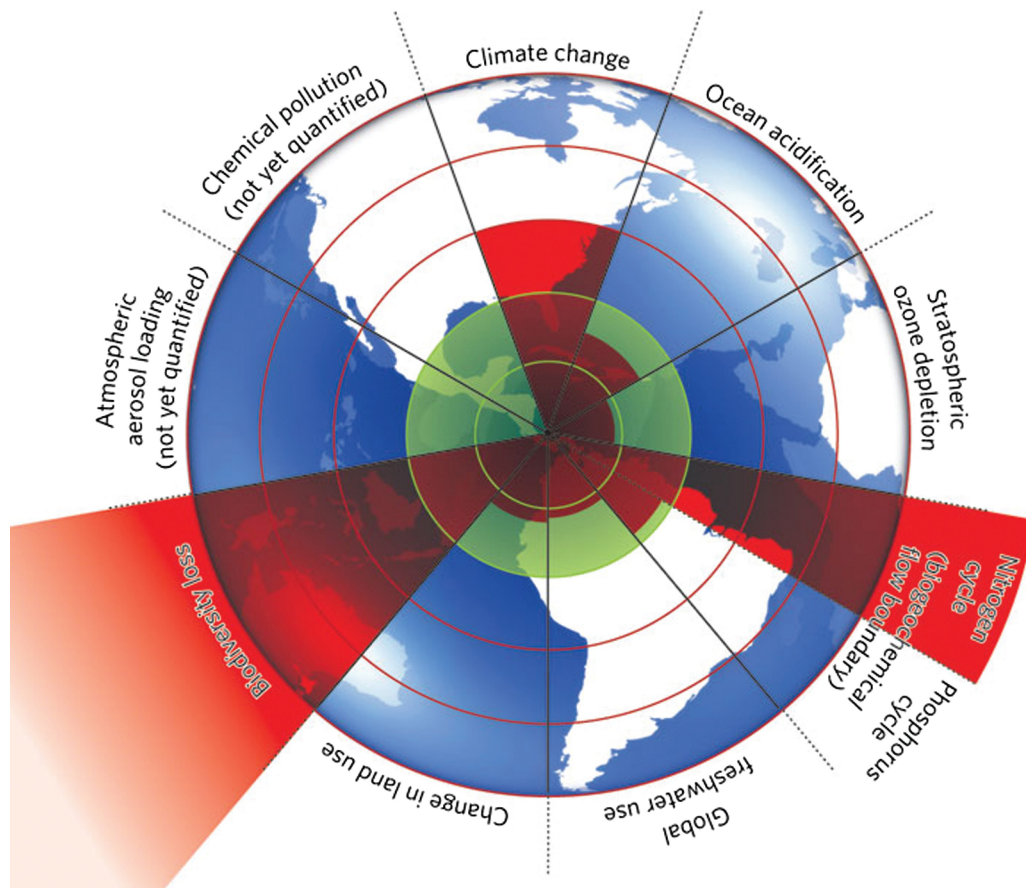 Climate change
Ocean acidification
Stratospheric
ozone depletion
Nitrogen
cycle
(biogeochemical
flow boundary)
Phosphorus
cycle
Global
freshwater use
Change in land use
Biodiversity loss
Atmospheric
aerosol loading
(not yet quantified)
Chemical pollution
(not yet quantified)